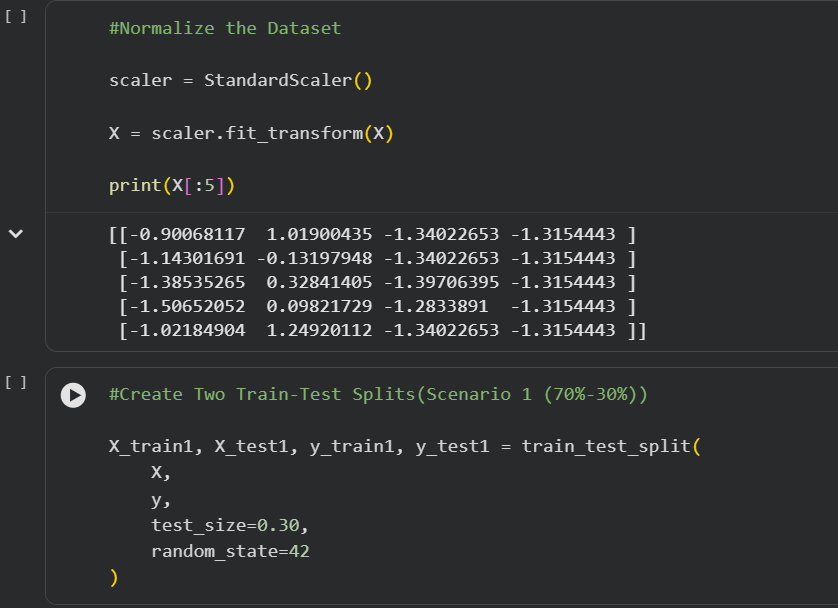 [ ]
#Normalize the Dataset
scaler = StandardScaler()
X = scaler.fit_transform(X)
print(X[:5])
[[-0.90068117  1.01900435 -1.34022653 -1.3154443 ]
 [-1.14301691 -0.13197948 -1.34022653 -1.3154443 ]
 [-1.38535265  0.32841405 -1.39706395 -1.3154443 ]
 [-1.50652052  0.09821729 -1.2833891  -1.3154443 ]
 [-1.02184904  1.24920112 -1.34022653 -1.3154443 ]]
[ ]
#Create Two Train-Test Splits(Scenario 1 (70%-30%))
X_train1, X_test1, y_train1, y_test1 = train_test_split(
    X,
    y,
    test_size=0.30,
    random_state=42
)